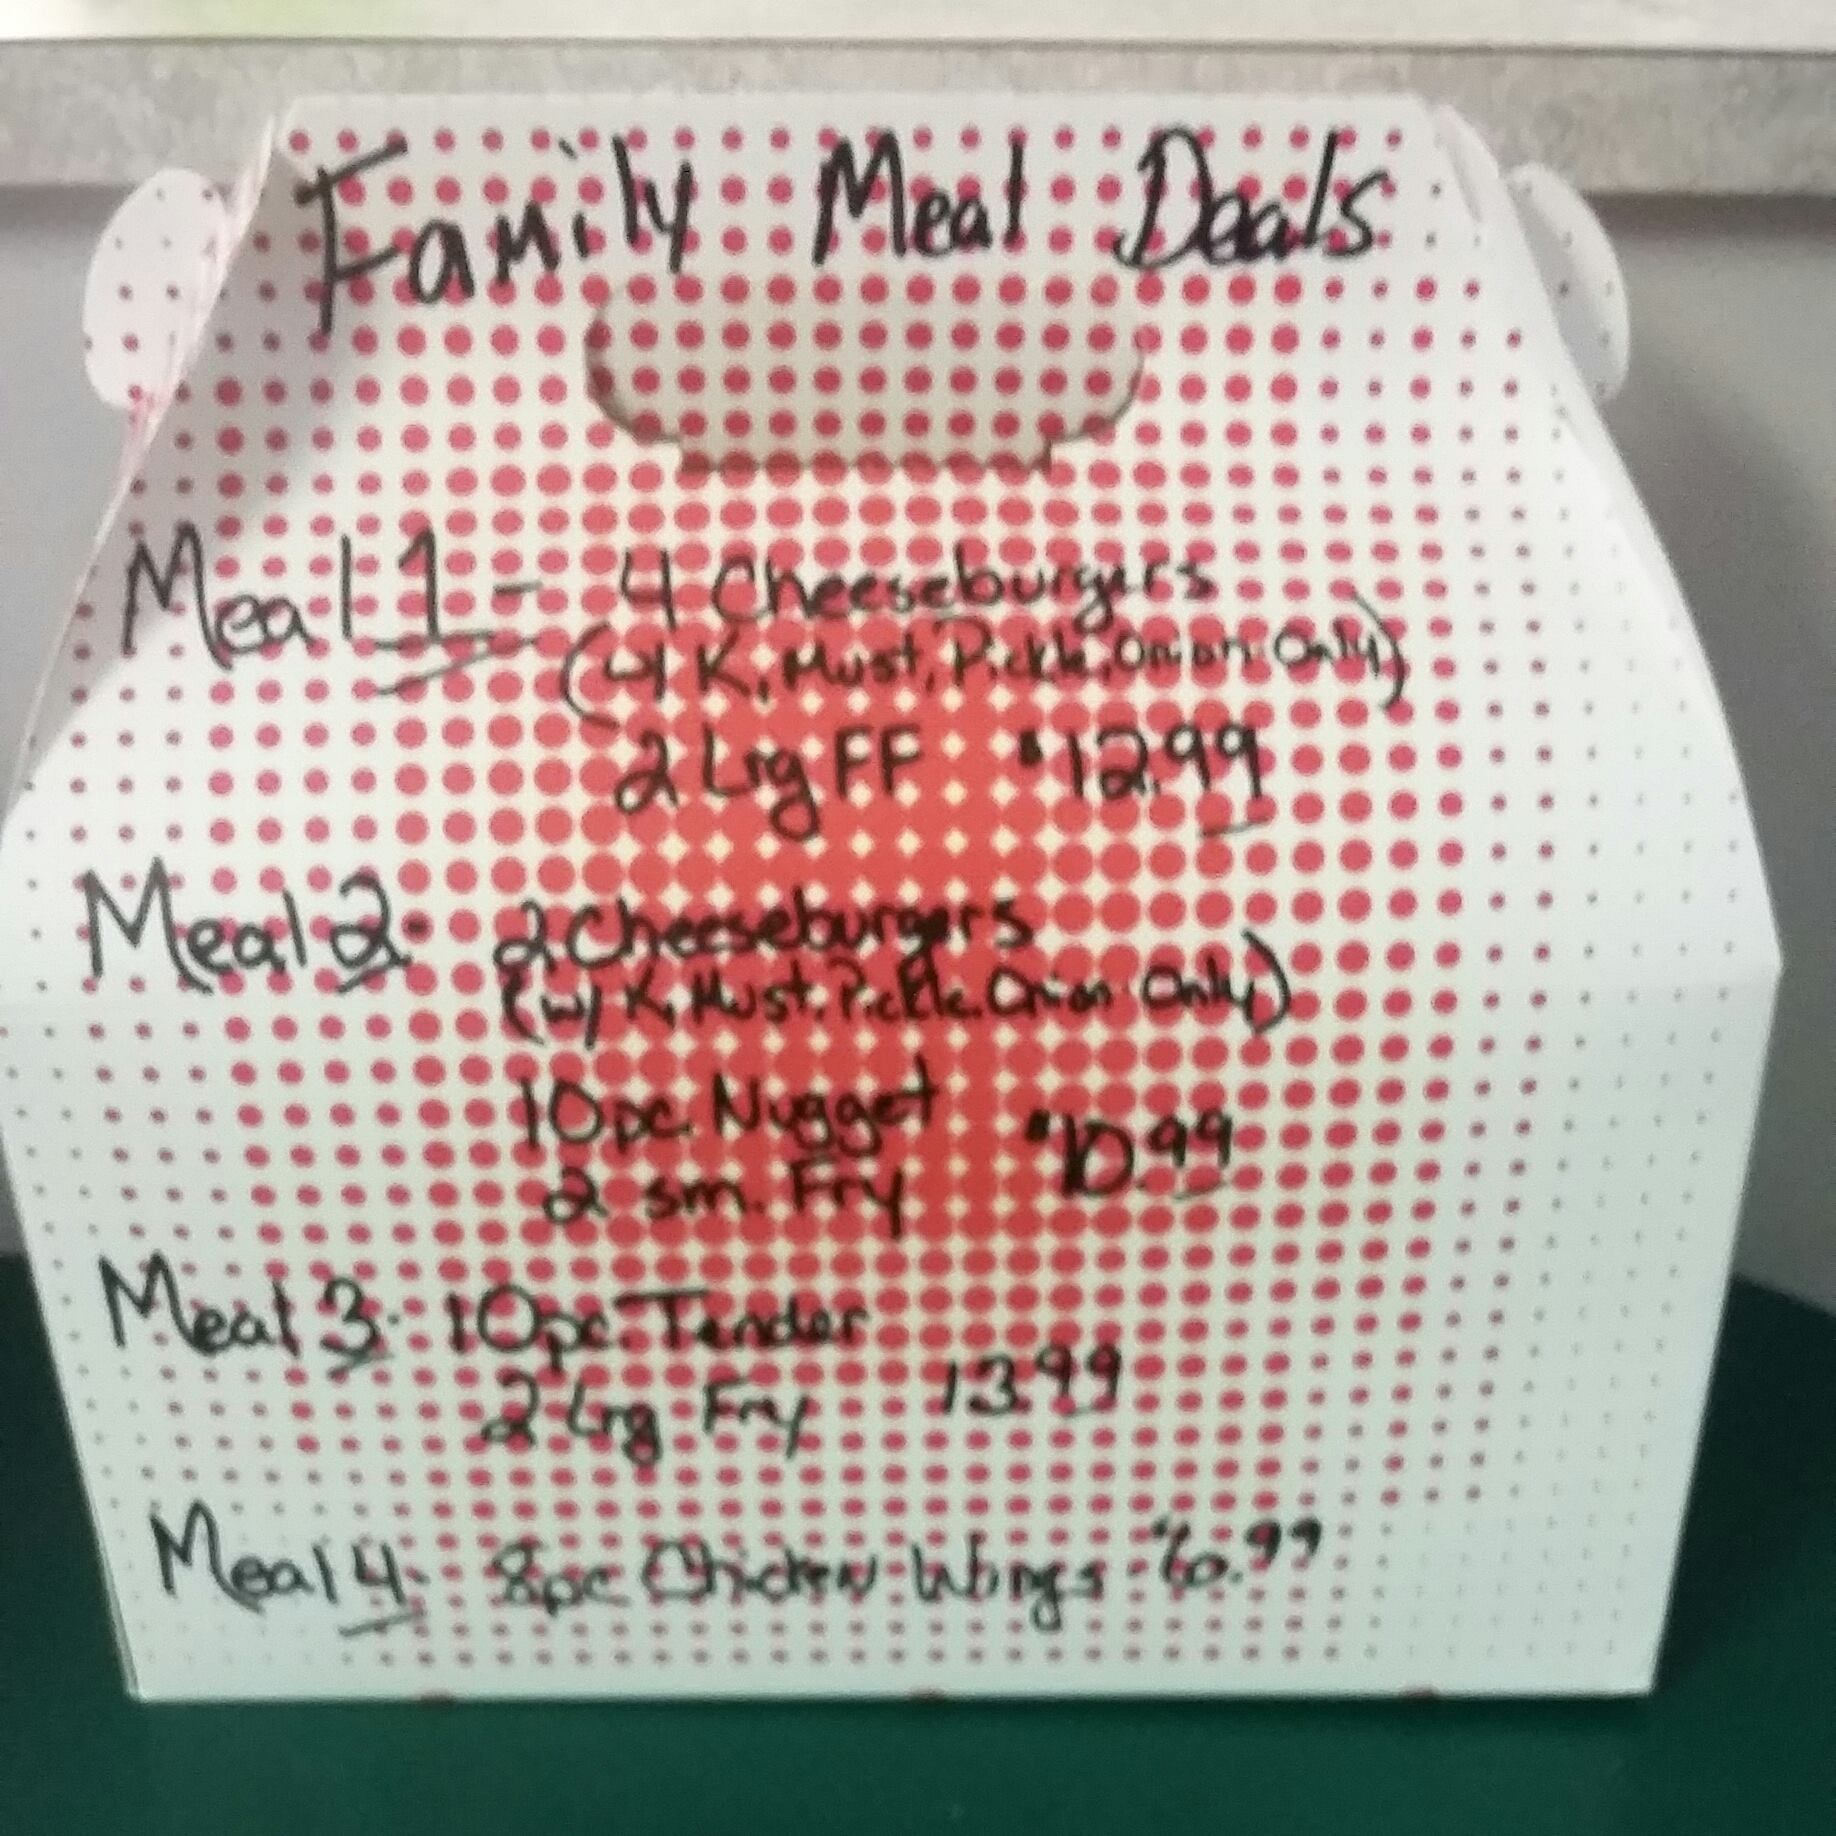 Family Meal Deals
Meal 1 - 4 Cheeseburgers
(w/ K, Must, Pickle, Onion Only)
2 Lrg FF $12.99
Meal 2- 2 Cheeseburgers
(w/ K, Must. Pickle. Onion Only)
10pc. Nugget
2 sm. Fry $10.99
Meal 3- 10pc. Tender
2 Lrg Fry 13.99
Meal 4- 8pc Chicken Wings $6.99